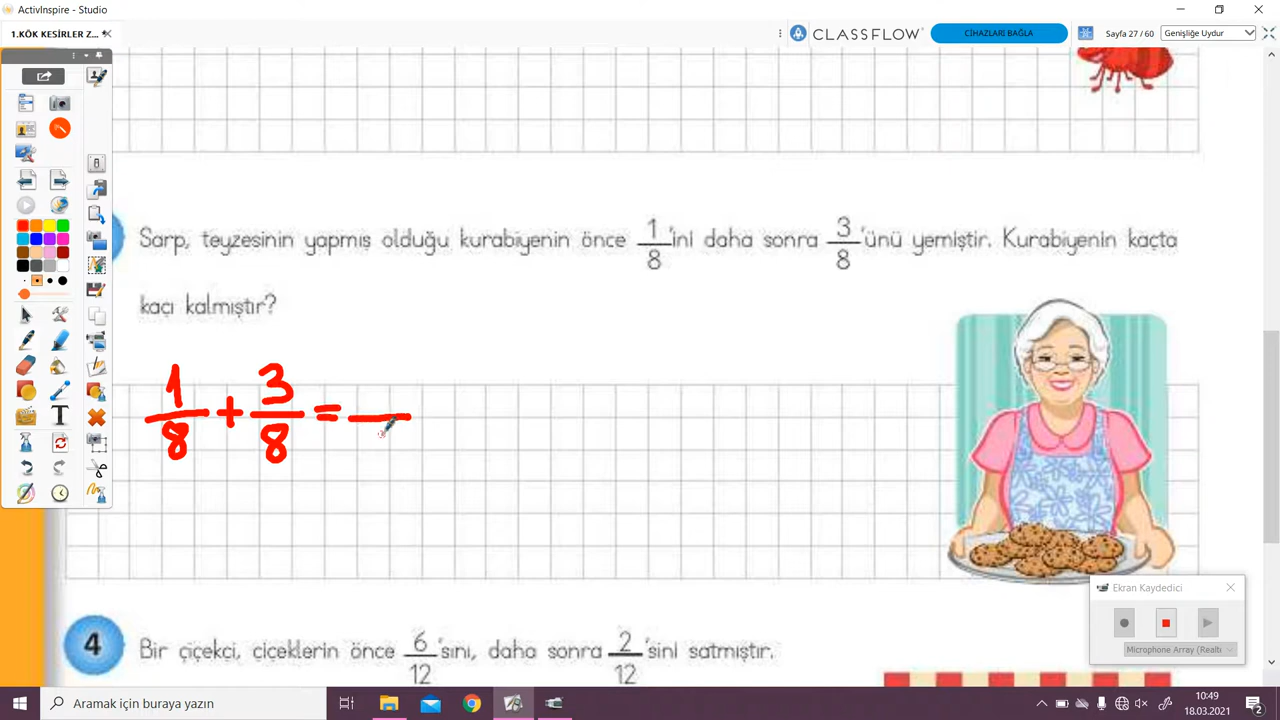 ActivInspire - Studio
1.KÖK KESİRLER Z...
CLASSFLOW
CİHAZLARI BAĞLA
Sayfa 27 / 60
Genişliğe Uydur
Sarp, teyzesinin yapmış olduğu kurabiyenin önce 1/8'ini daha sonra 3/8'ünü yemiştir. Kurabiyenin kaçta
kaçı kalmıştır?
1/8 + 3/8 =
Ekran Kaydedici
Microphone Array (Realt
4
Bir çiçekçi, çiçeklerin önce 6/12'sını, daha sonra 2/12'sini satmıştır.
Aramak için buraya yazın
10:49
18.03.2021
2